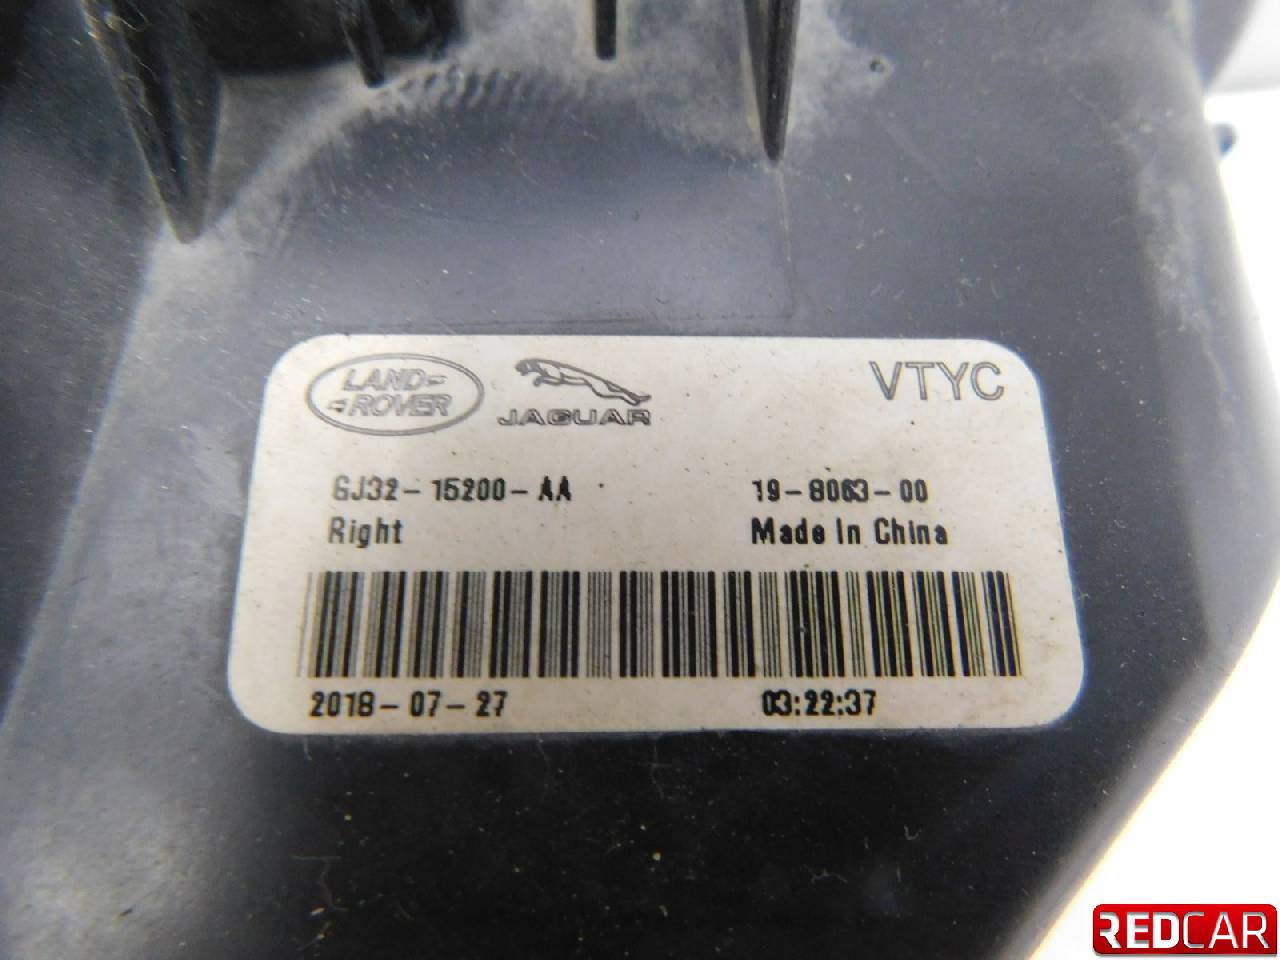 LAND-
-ROVER
JAGUAR
VTYC
GJ32-15200-AA
19-8063-00
Right
Made In China
2018-07-27
03:22:37
REDCAR